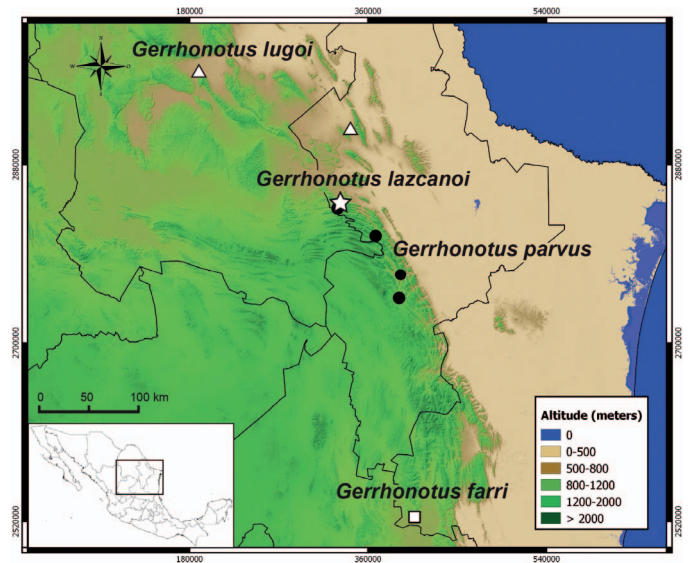 180000 360000 540000
Gerrhonotus lugoi
N
W O
S
2880000 2880000
Gerrhonotus lazcanoi
Gerrhonotus parvus
2700000 2700000
0 50 100 km
Altitude (meters)
0
0-500
500-800
800-1200
1200-2000
> 2000
Gerrhonotus farri
2520000 2520000
180000 360000 540000